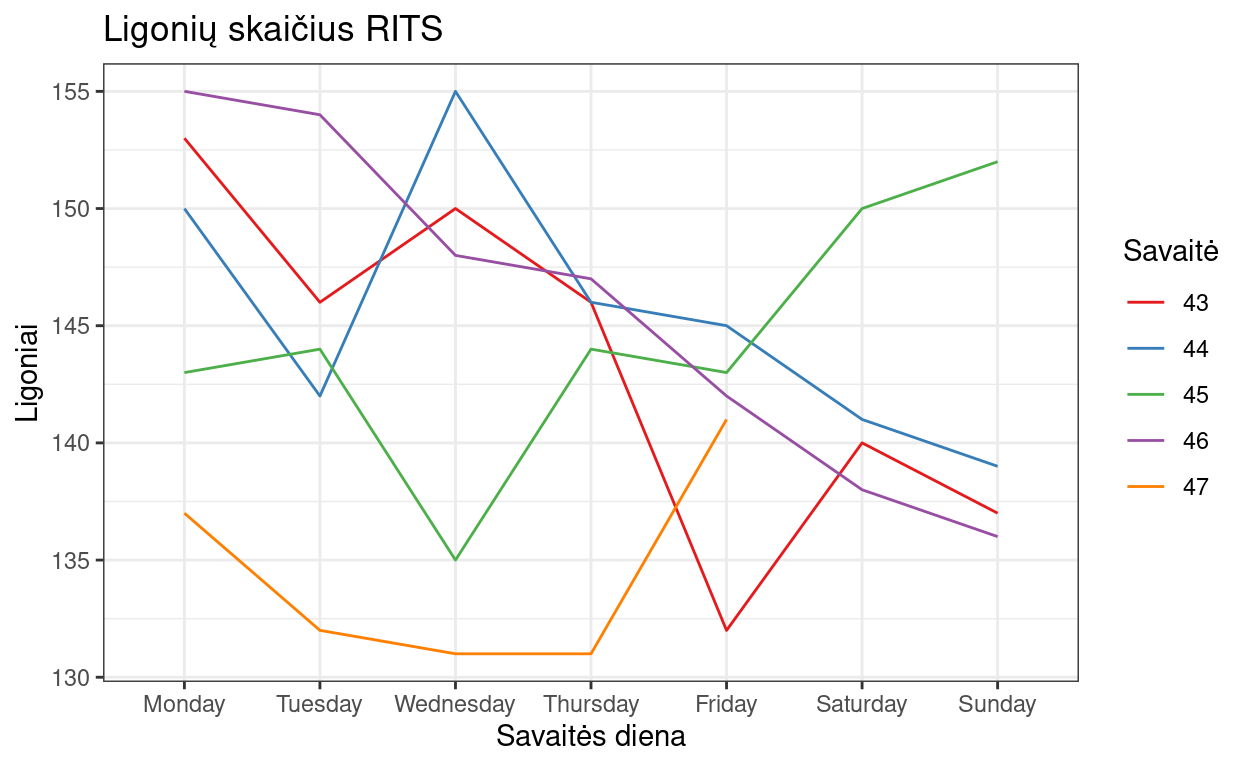 Ligonių skaičius RITS
Ligoniai
155
150
145
140
135
130
Monday Tuesday Wednesday Thursday Friday Saturday Sunday
Savaitės diena
Savaitė
43
44
45
46
47